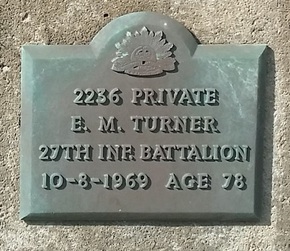 2236 PRIVATE
E. M. TURNER
27TH INF. BATTALION
10-8-1969 AGE 78